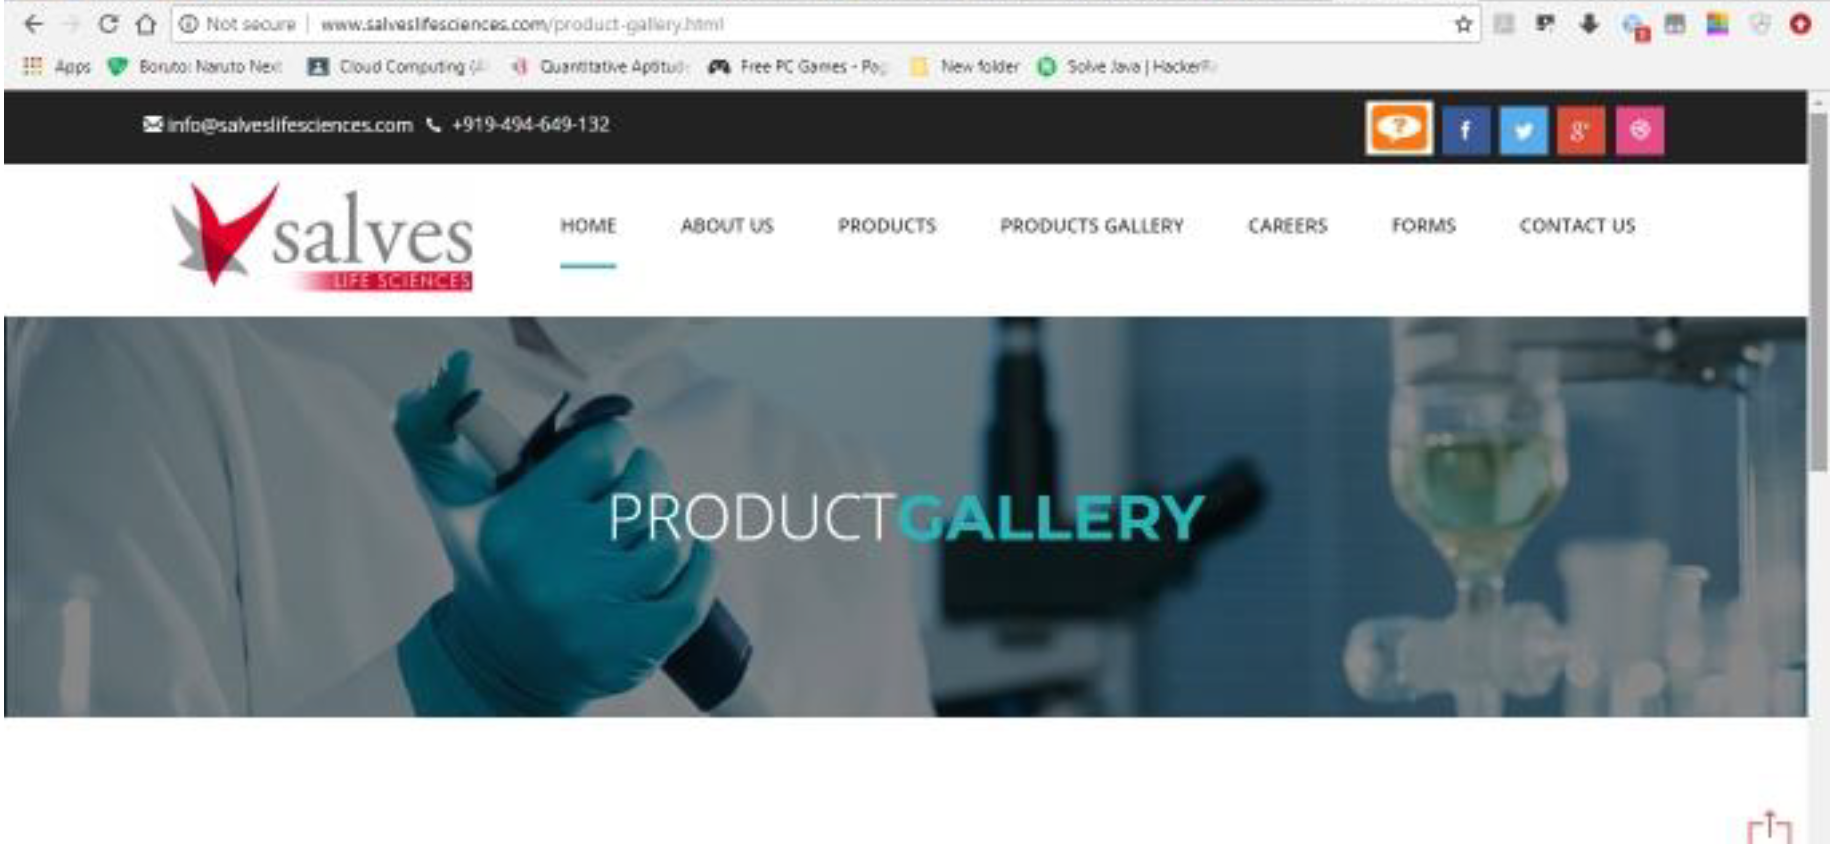 Not secure | www.salveslifesciences.com/product-gallery.html
Apps Boruto: Naruto Next Cloud Computing Quantitative Aptitud Free PC Games - Pag New folder Solve Java | HackerR
info@salveslifesciences.com +919-494-649-132
salves
LIFE SCIENCES
HOME ABOUT US PRODUCTS PRODUCTS GALLERY CAREERS FORMS CONTACT US
PRODUCTGALLERY